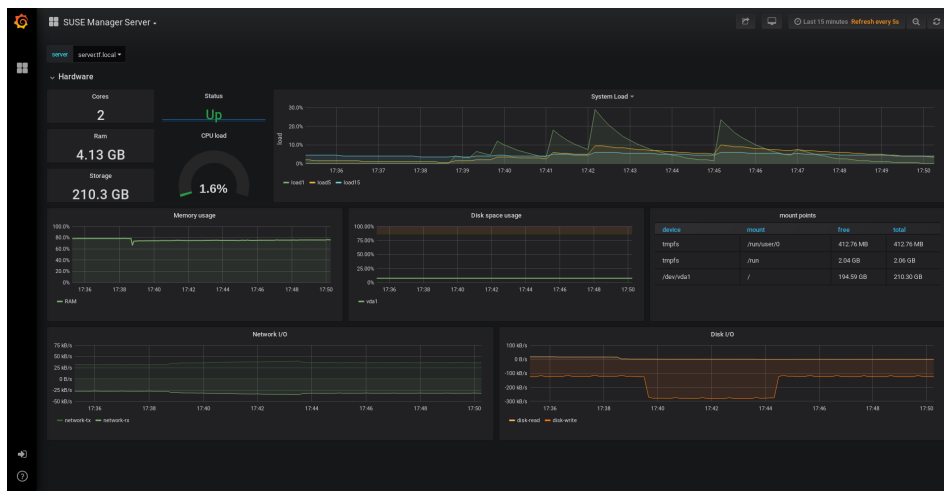 SUSE Manager Server
Last 15 minutes Refresh every 5s
server servertf.local
Hardware
Cores
2
Status
Up
System Load
30.0%
20.0%
10.0%
0%
load
17:36 17:37 17:38 17:39 17:40 17:41 17:42 17:43 17:44 17:45 17:46 17:47 17:48 17:49 17:50
load1 load5 load15
Ram
4.13 GB
CPU load
1.6%
Storage
210.3 GB
Memory usage
100.0%
80.0%
60.0%
40.0%
20.0%
0%
17:36 17:38 17:40 17:42 17:44 17:46 17:48 17:50
RAM
Disk space usage
100.00%
75.00%
50.00%
25.00%
0%
17:36 17:38 17:40 17:42 17:44 17:46 17:48 17:50
vda1
mount points
device mount free total
tmpfs /run/user/0 412.76 MB 412.76 MB
tmpfs /run 2.04 GB 2.06 GB
/dev/vda1 / 194.59 GB 210.30 GB
Network I/O
75 kB/s
50 kB/s
25 kB/s
0 B/s
-25 kB/s
-50 kB/s
17:36 17:38 17:40 17:42 17:44 17:46 17:48 17:50
network-tx network-rx
Disk I/O
100 kB/s
0 B/s
-100 kB/s
-200 kB/s
-300 kB/s
17:36 17:38 17:40 17:42 17:44 17:46 17:48 17:50
disk-read disk-write